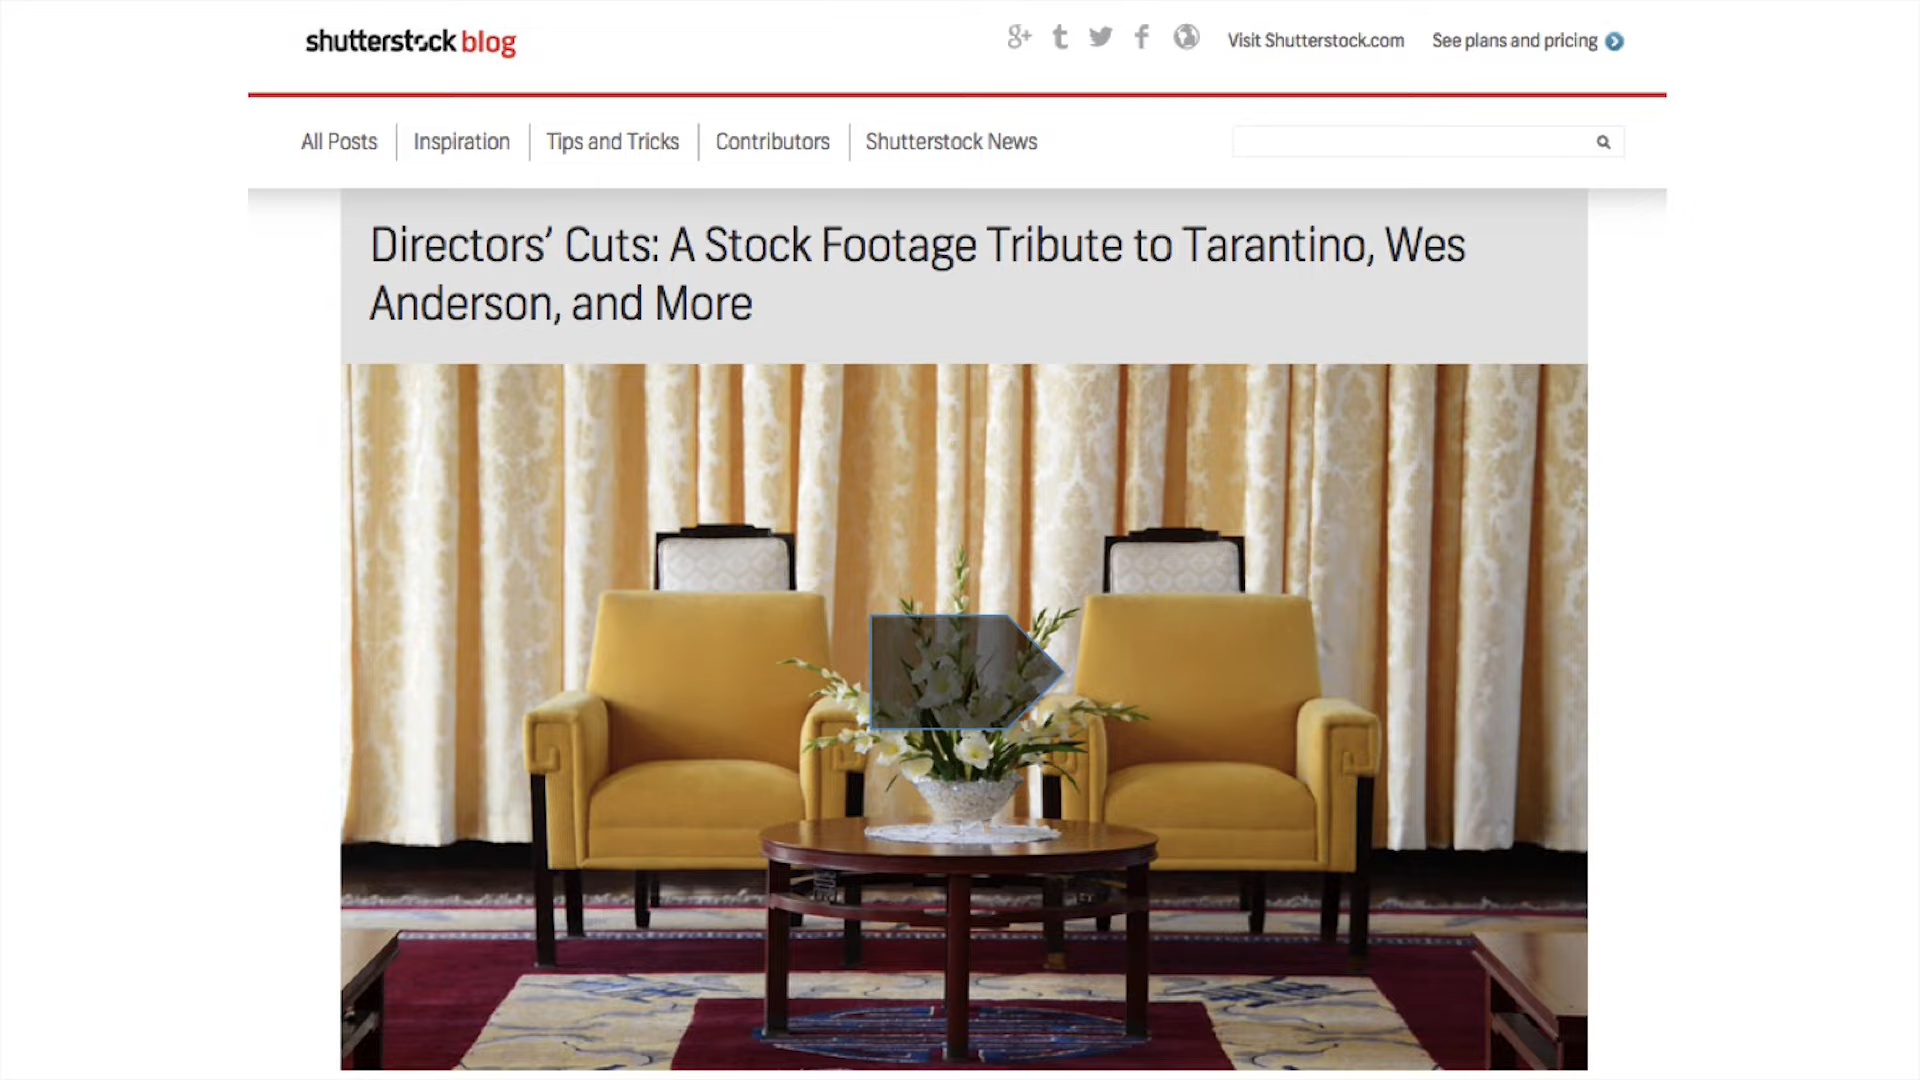 shutterstock blog
Visit Shutterstock.com
See plans and pricing
All Posts
Inspiration
Tips and Tricks
Contributors
Shutterstock News
Directors’ Cuts: A Stock Footage Tribute to Tarantino, Wes
Anderson, and More